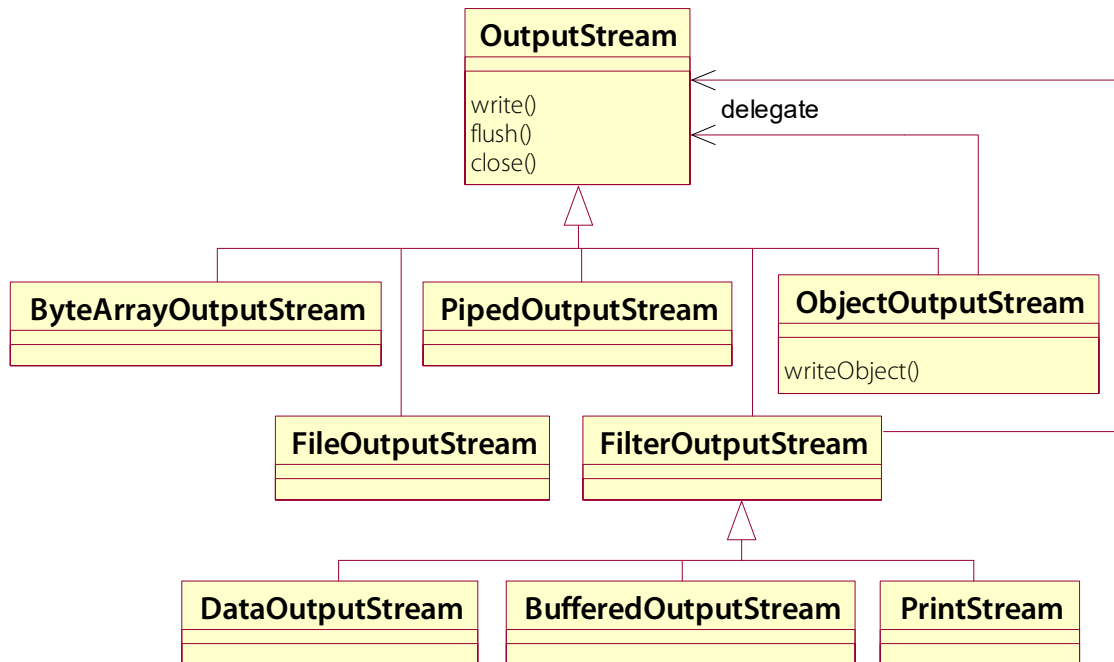 OutputStream
write()
flush()
close()
delegate
ByteArrayOutputStream
PipedOutputStream
ObjectOutputStream
writeObject()
FileOutputStream
FilterOutputStream
DataOutputStream
BufferedOutputStream
PrintStream